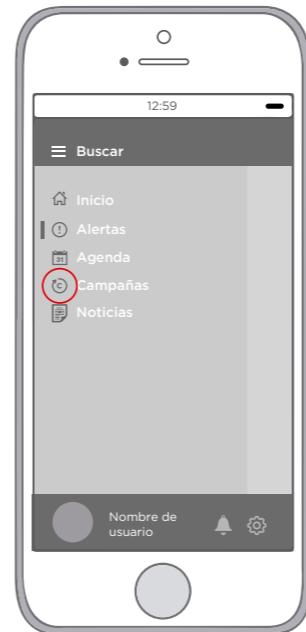 12:59
Buscar
Inicio
Alertas
31 Agenda
C Campañas
Noticias
Nombre de
usuario